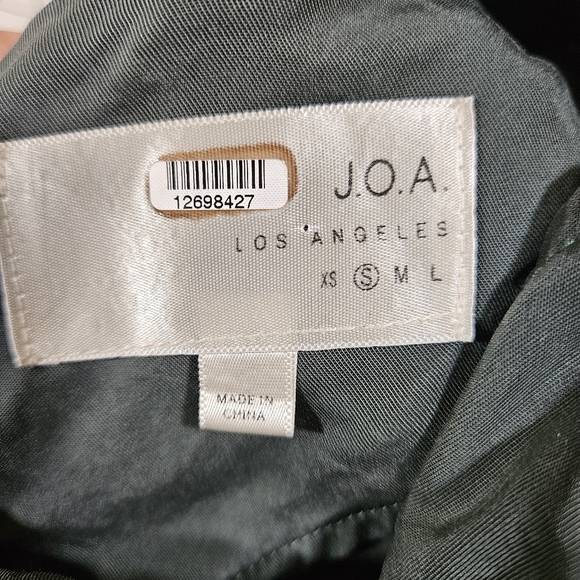 12698427
J.O.A.
LOS ANGELES
XS S M L
MADE IN
CHINA